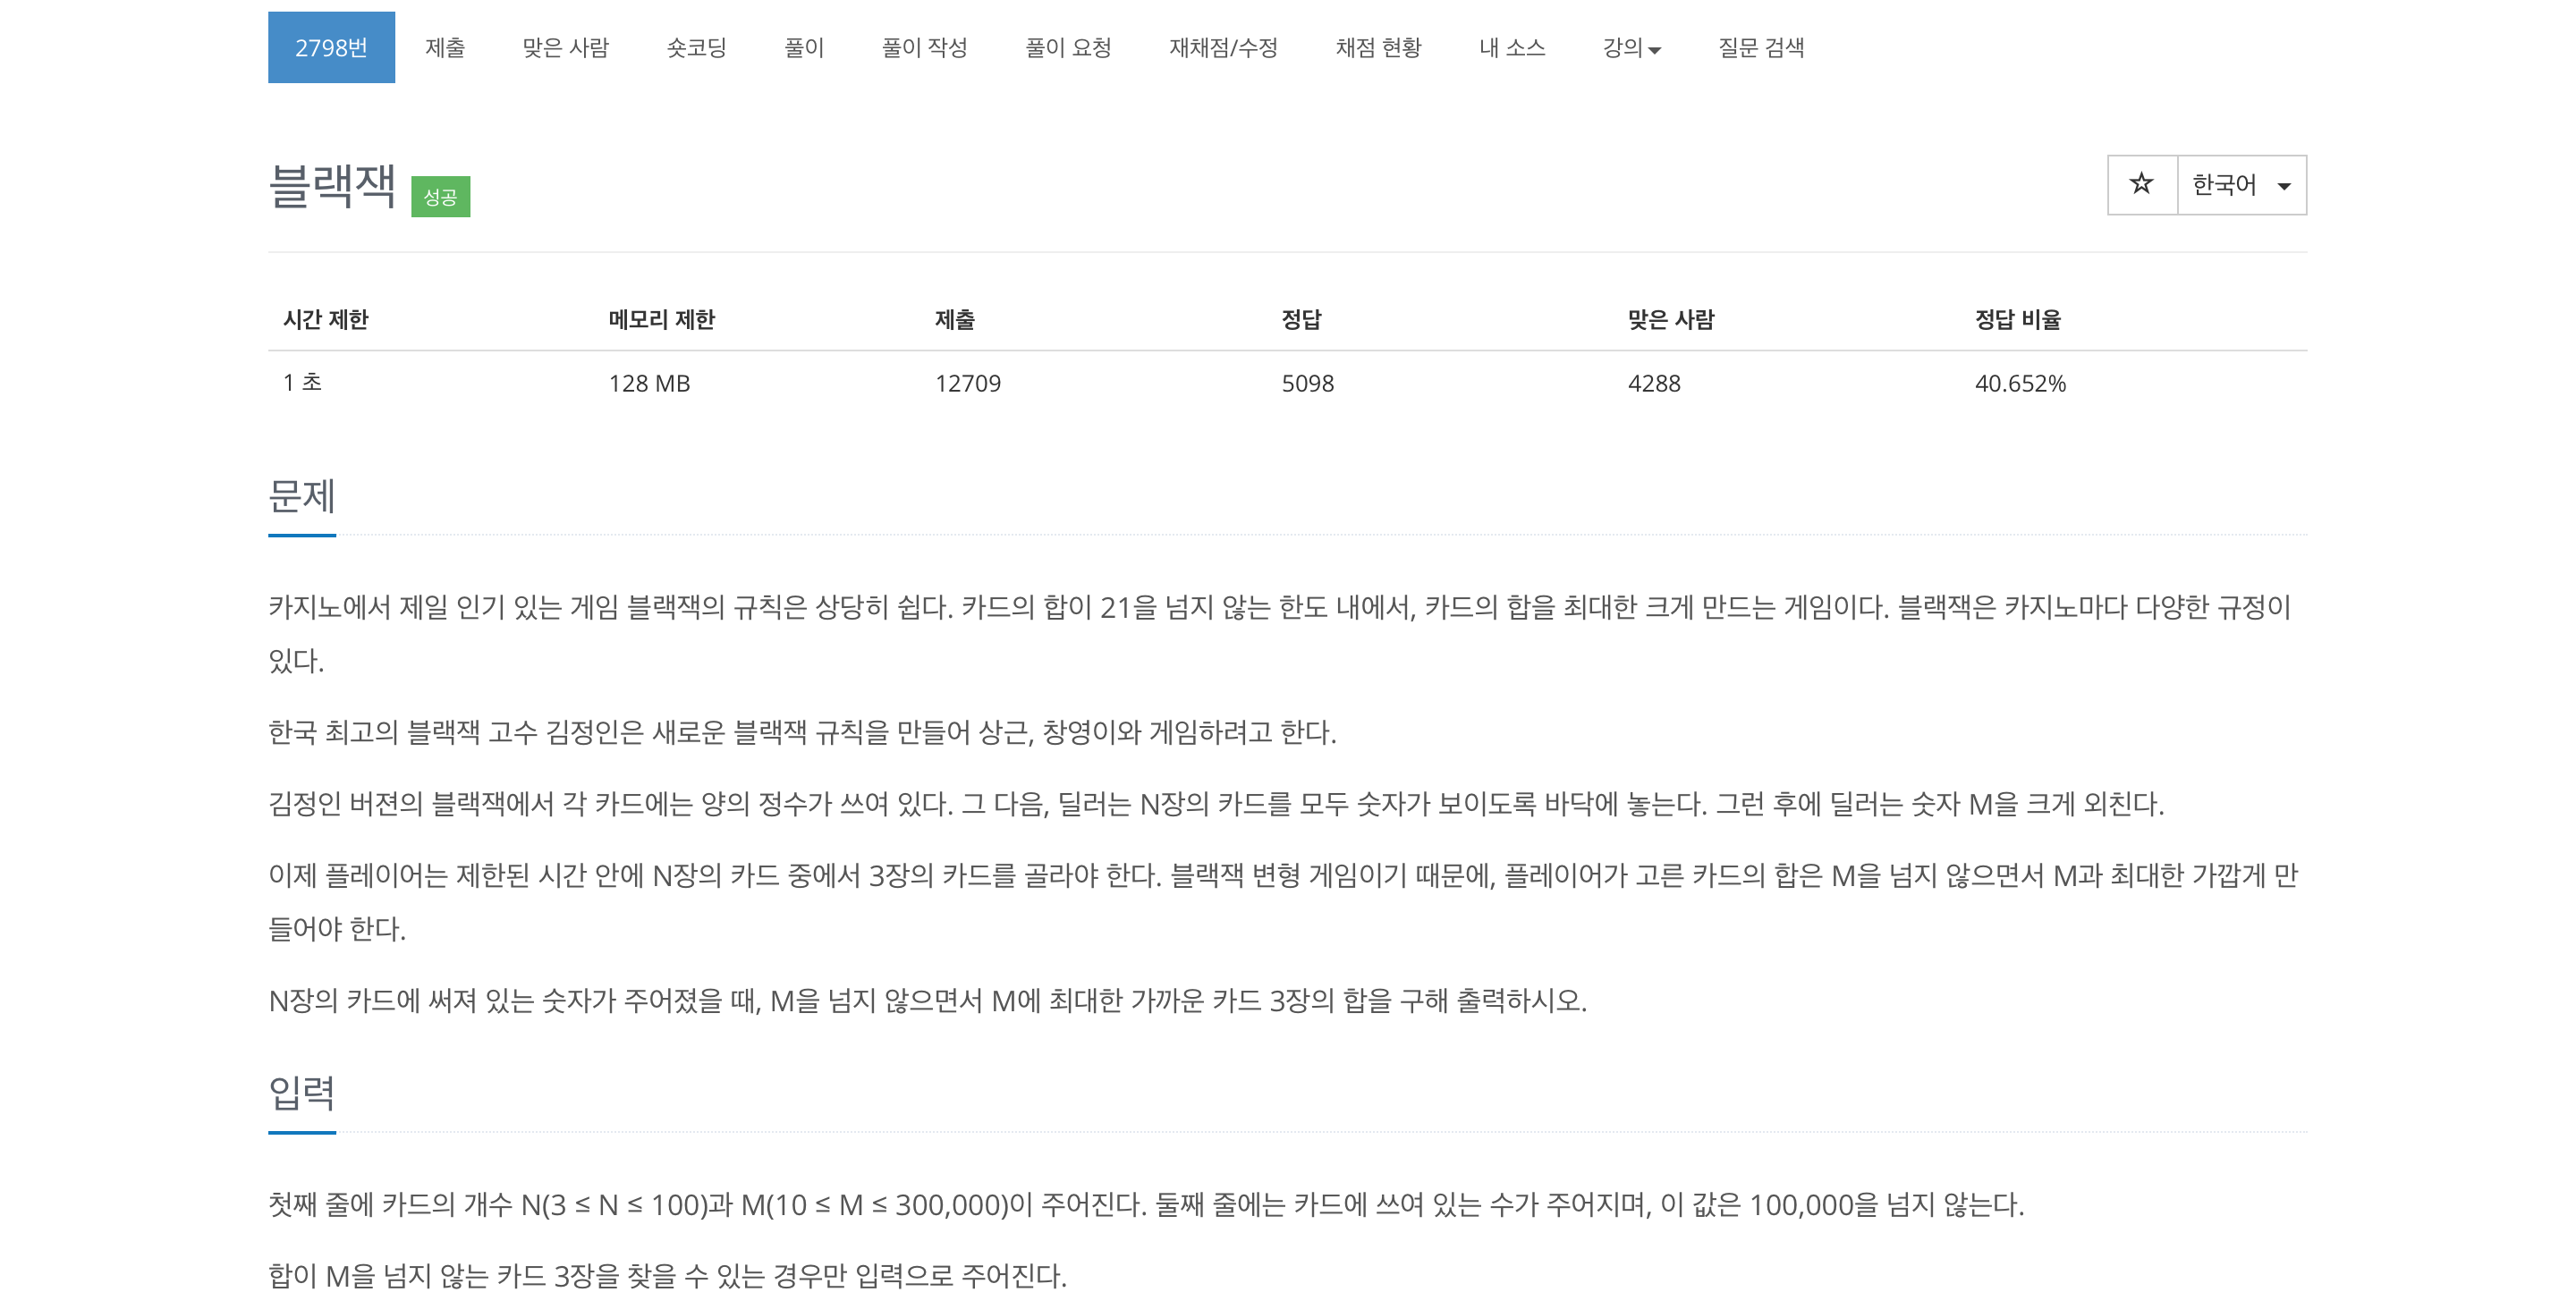 2798번 제출 맞은 사람 숏코딩 풀이 풀이 작성 풀이 요청 재채점/수정 채점 현황 내 소스 강의 질문 검색
블랙잭 성공 ☆ 한국어
시간 제한 메모리 제한 제출 정답 맞은 사람 정답 비율
1 초 128 MB 12709 5098 4288 40.652%
문제
카지노에서 제일 인기 있는 게임 블랙잭의 규칙은 상당히 쉽다. 카드의 합이 21을 넘지 않는 한도 내에서, 카드의 합을 최대한 크게 만드는 게임이다. 블랙잭은 카지노마다 다양한 규정이
있다.
한국 최고의 블랙잭 고수 김정인은 새로운 블랙잭 규칙을 만들어 상근, 창영이와 게임하려고 한다.
김정인 버젼의 블랙잭에서 각 카드에는 양의 정수가 쓰여 있다. 그 다음, 딜러는 N장의 카드를 모두 숫자가 보이도록 바닥에 놓는다. 그런 후에 딜러는 숫자 M을 크게 외친다.
이제 플레이어는 제한된 시간 안에 N장의 카드 중에서 3장의 카드를 골라야 한다. 블랙잭 변형 게임이기 때문에, 플레이어가 고른 카드의 합은 M을 넘지 않으면서 M과 최대한 가깝게 만
들어야 한다.
N장의 카드에 써져 있는 숫자가 주어졌을 때, M을 넘지 않으면서 M에 최대한 가까운 카드 3장의 합을 구해 출력하시오.
입력
첫째 줄에 카드의 개수 N(3 ≤ N ≤ 100)과 M(10 ≤ M ≤ 300,000)이 주어진다. 둘째 줄에는 카드에 쓰여 있는 수가 주어지며, 이 값은 100,000을 넘지 않는다.
합이 M을 넘지 않는 카드 3장을 찾을 수 있는 경우만 입력으로 주어진다.